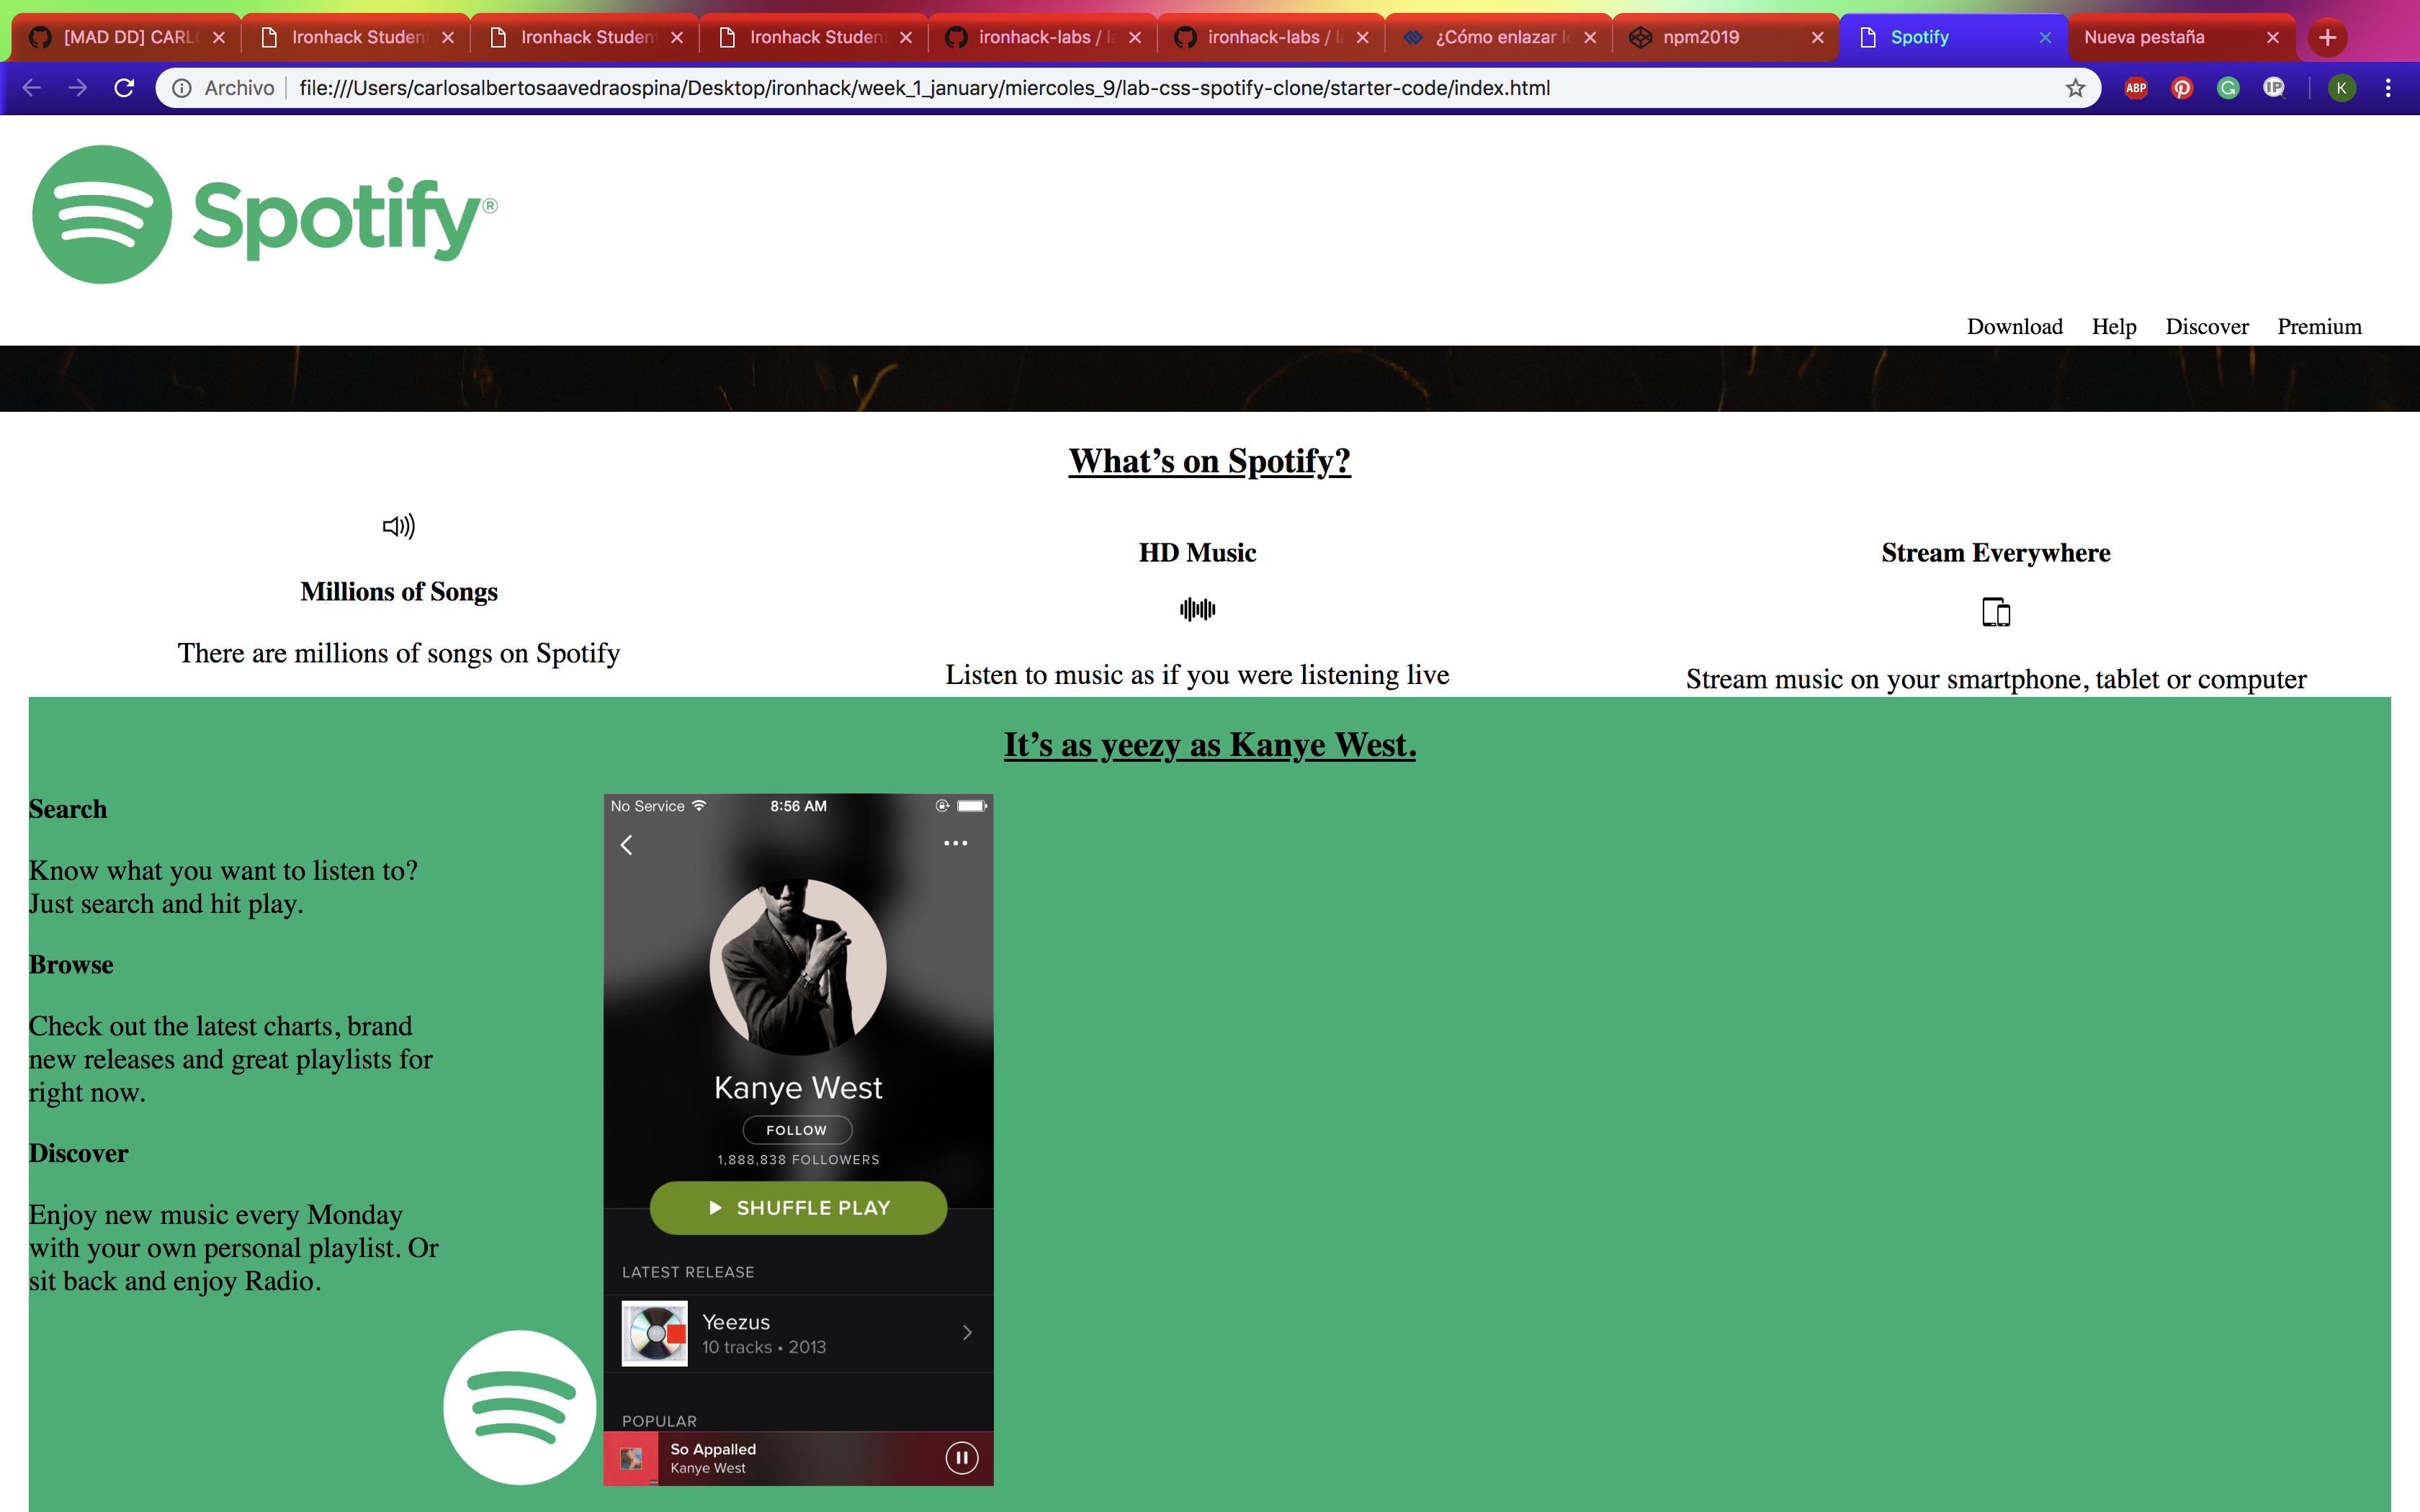 [MAD DD] CARL
Ironhack Studen
Ironhack Studen
Ironhack Studen
ironhack-labs / la
ironhack-labs / la
¿Cómo enlazar lo
npm2019
Spotify
Nueva pestaña
Archivo
file:///Users/carlosalbertosaavedraospina/Desktop/ironhack/week_1_january/miercoles_9/lab-css-spotify-clone/starter-code/index.html
ABP
IP
K
Spotify®
Download Help Discover Premium
What’s on Spotify?
Millions of Songs
There are millions of songs on Spotify
HD Music
Listen to music as if you were listening live
Stream Everywhere
Stream music on your smartphone, tablet or computer
It’s as yeezy as Kanye West.
Search
Know what you want to listen to?
Just search and hit play.
Browse
Check out the latest charts, brand
new releases and great playlists for
right now.
Discover
Enjoy new music every Monday
with your own personal playlist. Or
sit back and enjoy Radio.
No Service 8:56 AM
Kanye West
FOLLOW
1,888,838 FOLLOWERS
SHUFFLE PLAY
LATEST RELEASE
Yeezus
10 tracks • 2013
POPULAR
So Appalled
Kanye West